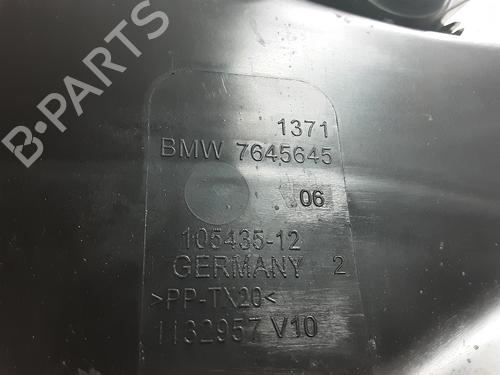 1371
BMW 7645645
06
105435-12
GERMANY 2
>PP-TX20<
1132957 V10
B-PARTS